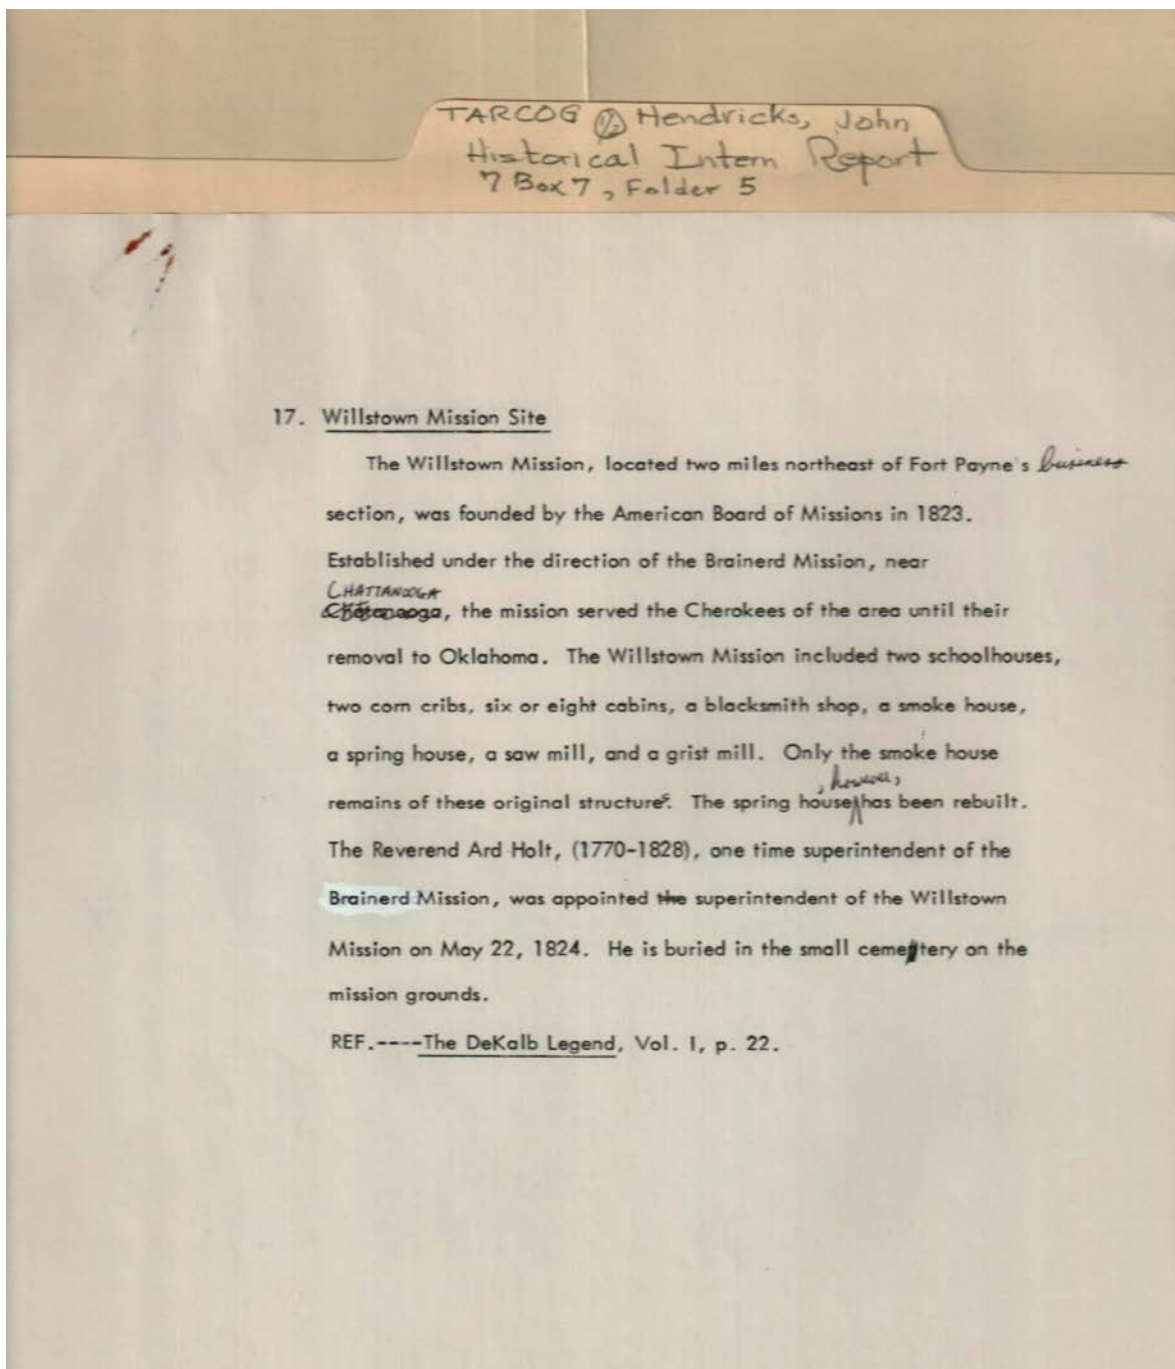 TARCOG 1/2 Hendricks, John
Historical Intern Report
7 Box 7, Folder 5
17. Willstown Mission Site
The Willstown Mission, located two miles northeast of Fort Payne's business
section, was founded by the American Board of Missions in 1823.
Established under the direction of the Brainerd Mission, near
CHATTANOOGA
, the mission served the Cherokees of the area until their
removal to Oklahoma. The Willstown Mission included two schoolhouses,
two corn cribs, six or eight cabins, a blacksmith shop, a smoke house,
a spring house, a saw mill, and a grist mill. Only the smoke house
, however,
remains of these original structures. The spring house has been rebuilt.
The Reverend Ard Holt, (1770-1828), one time superintendent of the
Brainerd Mission, was appointed the superintendent of the Willstown
Mission on May 22, 1824. He is buried in the small cemetery on the
mission grounds.
REF.----The DeKalb Legend, Vol. I, p. 22.